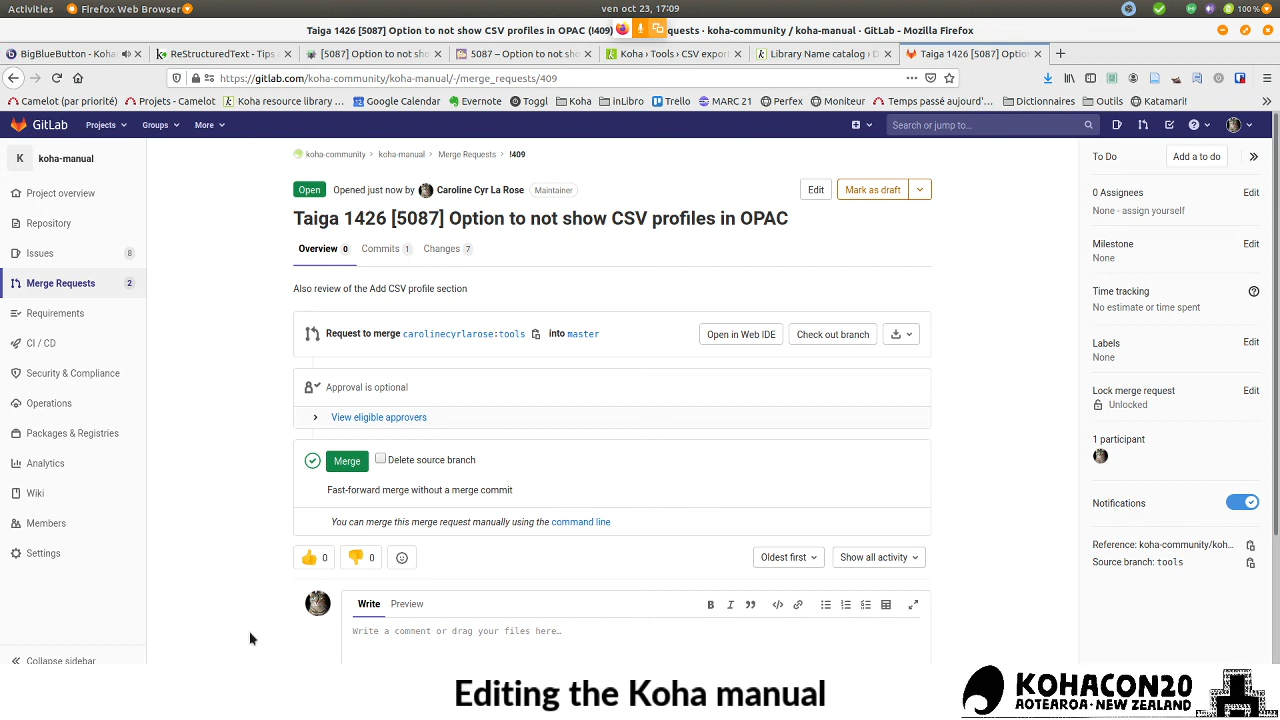 Activities Firefox Web Browser ven oct 23, 17:09 100%
Taiga 1426 [5087] Option to not show CSV profiles in OPAC (!409) quests · koha-community / koha-manual · GitLab - Mozilla Firefox
BigBlueButton - Koha ReStructuredText - Tips [5087] Option to not sho 5087 – Option to not sho Koha › Tools › CSV expor Library Name catalog › D Taiga 1426 [5087] Option
https://gitlab.com/koha-community/koha-manual/-/merge_requests/409
Camelot (par priorité) Projets - Camelot Koha resource library ... Google Calendar Evernote Toggl Koha inLibro Trello MARC 21 Perfex Moniteur Temps passé aujourd'... Dictionnaires Outils Katamari!
GitLab Projects Groups More Search or jump to...
K koha-manual
Project overview
Repository
Issues 8
Merge Requests 2
Requirements
CI / CD
Security & Compliance
Operations
Packages & Registries
Analytics
Wiki
Members
Settings
Collapse sidebar
koha-community › koha-manual › Merge Requests › !409
Open Opened just now by Caroline Cyr La Rose Maintainer Edit Mark as draft
Taiga 1426 [5087] Option to not show CSV profiles in OPAC
Overview 0 Commits 1 Changes 7
Also review of the Add CSV profile section
Request to merge carolinecyrlarose:tools into master Open in Web IDE Check out branch
Approval is optional
View eligible approvers
Merge Delete source branch
Fast-forward merge without a merge commit
You can merge this merge request manually using the command line
0 0 Oldest first Show all activity
Write Preview
Write a comment or drag your files here…
To Do Add a to do
0 Assignees Edit
None - assign yourself
Milestone Edit
None
Time tracking
No estimate or time spent
Labels Edit
None
Lock merge request Edit
Unlocked
1 participant
Notifications
Reference: koha-community/koh...
Source branch: tools
Editing the Koha manual
KOHACON20
AOTEAROA · NEW ZEALAND